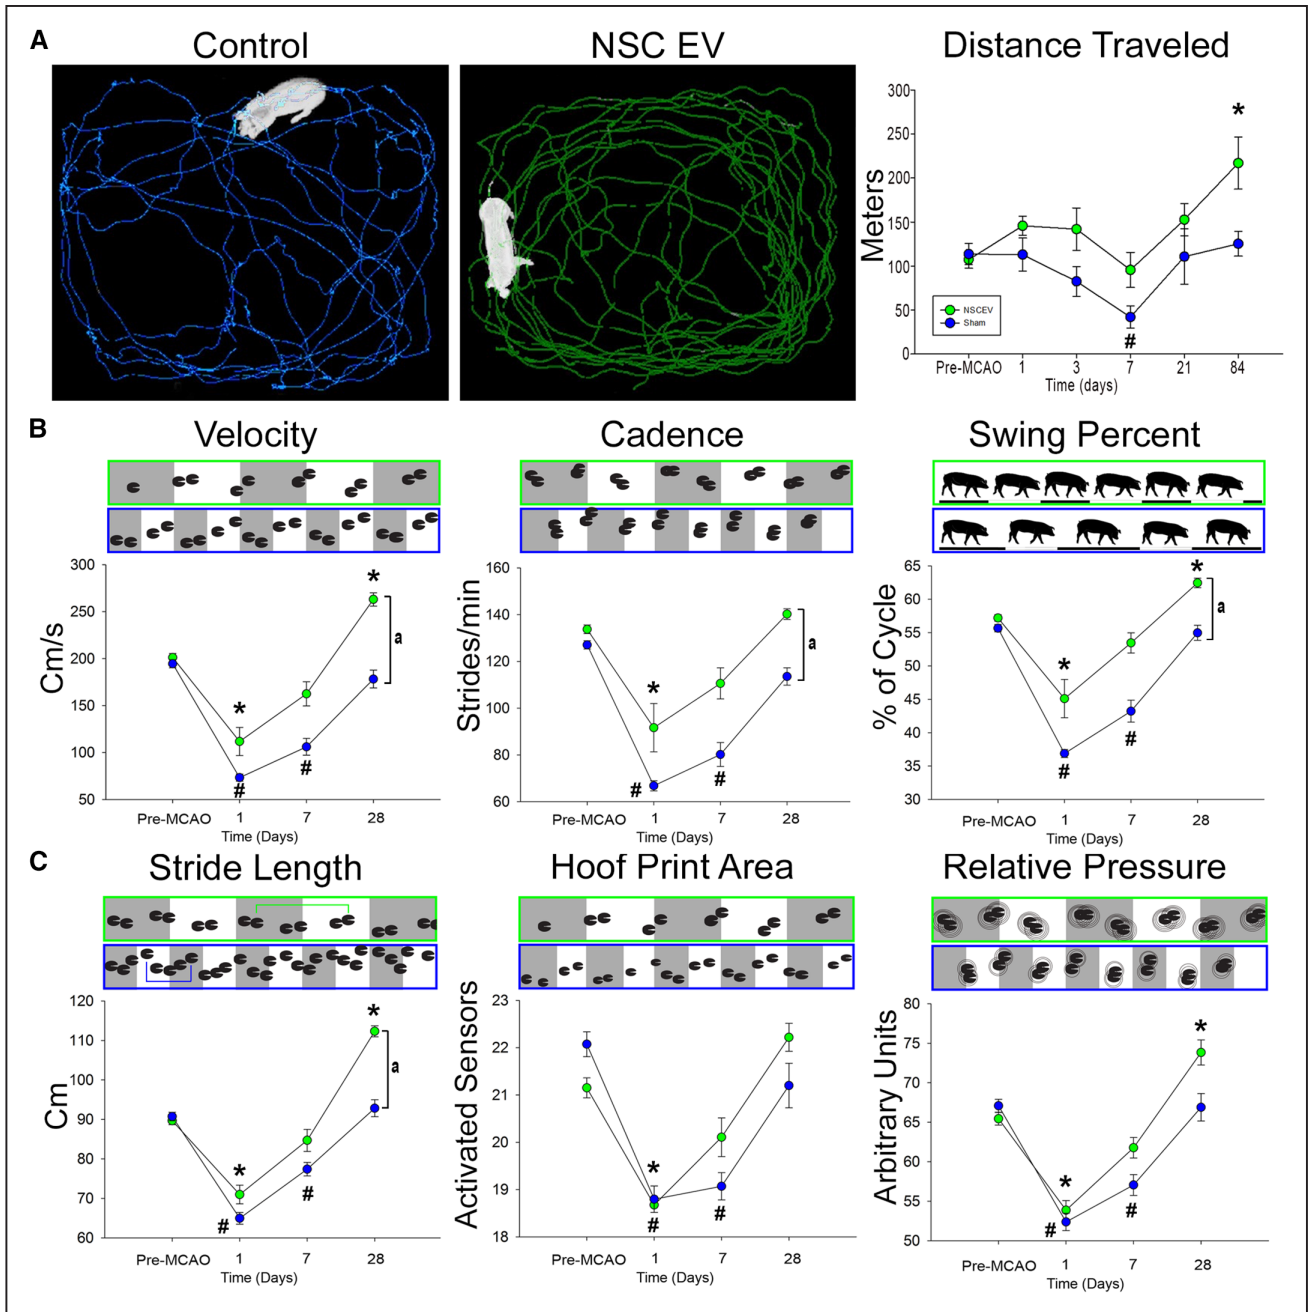 A
Control
NSC EV
Distance Traveled
300
250
200
150
100
50
0
Meters
NSCEV
Sham
*
#
Pre-MCAO 1 3 7 21 84
Time (days)
B
Velocity
Cadence
Swing Percent
300
250
200
150
100
50
Cm/s
*
*
a
#
#
Pre-MCAO 1 7 28
Time (Days)
160
140
120
100
80
60
Strides/min
*
a
#
#
Pre-MCAO 1 7 28
Time (Days)
65
60
55
50
45
40
35
30
% of Cycle
*
*
a
#
#
Pre-MCAO 1 7 28
Time (Days)
C
Stride Length
Hoof Print Area
Relative Pressure
120
110
100
90
80
70
60
Cm
*
*
a
#
#
Pre-MCAO 1 7 28
Time (Days)
23
22
21
20
19
18
Activated Sensors
*
#
#
Pre-MCAO 1 7 28
Time (Days)
80
75
70
65
60
55
50
Arbitrary Units
*
*
#
#
Pre-MCAO 1 7 28
Time (Days)